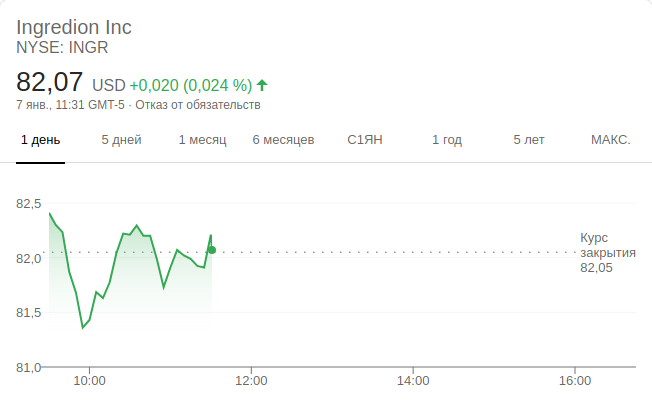 Ingredion Inc
NYSE: INGR
82,07 USD +0,020 (0,024 %)
7 янв., 11:31 GMT-5 · Отказ от обязательств
1 день 5 дней 1 месяц 6 месяцев С1ЯН 1 год 5 лет МАКС.
82,5
Курс
82,0 закрытия
82,05
81,5
81,0
10:00 12:00 14:00 16:00